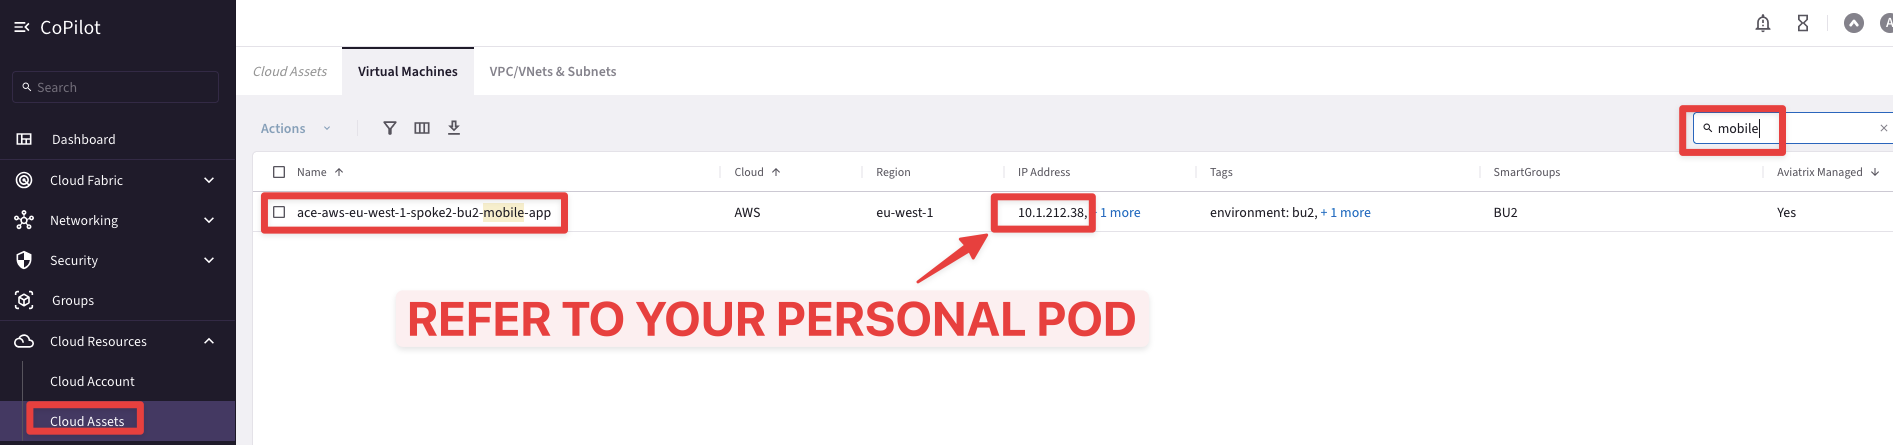 CoPilot
Search
Dashboard
Cloud Fabric
Networking
Security
Groups
Cloud Resources
Cloud Account
Cloud Assets
A
Cloud Assets Virtual Machines VPC/VNets & Subnets
Actions
mobile
Name Cloud Region IP Address Tags SmartGroups Aviatrix Managed
ace-aws-eu-west-1-spoke2-bu2-mobile-app AWS eu-west-1 10.1.212.38, + 1 more environment: bu2, + 1 more BU2 Yes
REFER TO YOUR PERSONAL POD